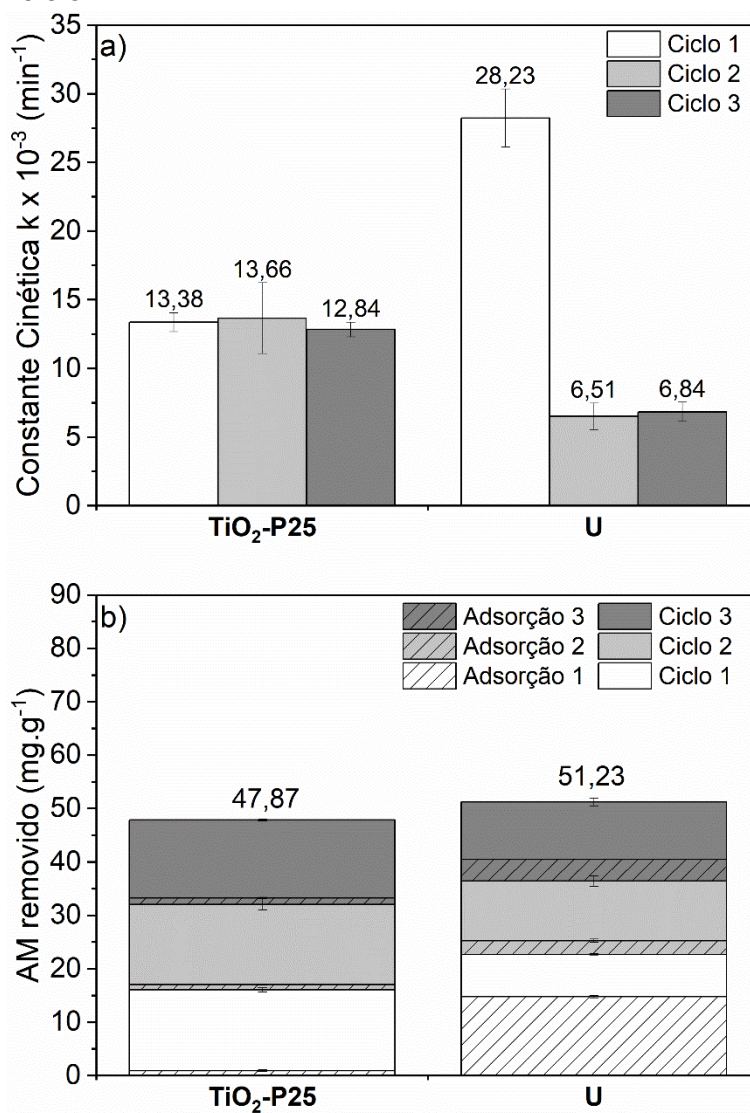 a)
Constante Cinética k x 10⁻³ (min⁻¹)
35
30
25
20
15
10
5
0
Ciclo 1
Ciclo 2
Ciclo 3
13,38
13,66
12,84
28,23
6,51
6,84
TiO₂-P25
U
b)
AM removido (mg.g⁻¹)
90
80
70
60
50
40
30
20
10
0
Adsorção 3 Ciclo 3
Adsorção 2 Ciclo 2
Adsorção 1 Ciclo 1
47,87
51,23
TiO₂-P25
U